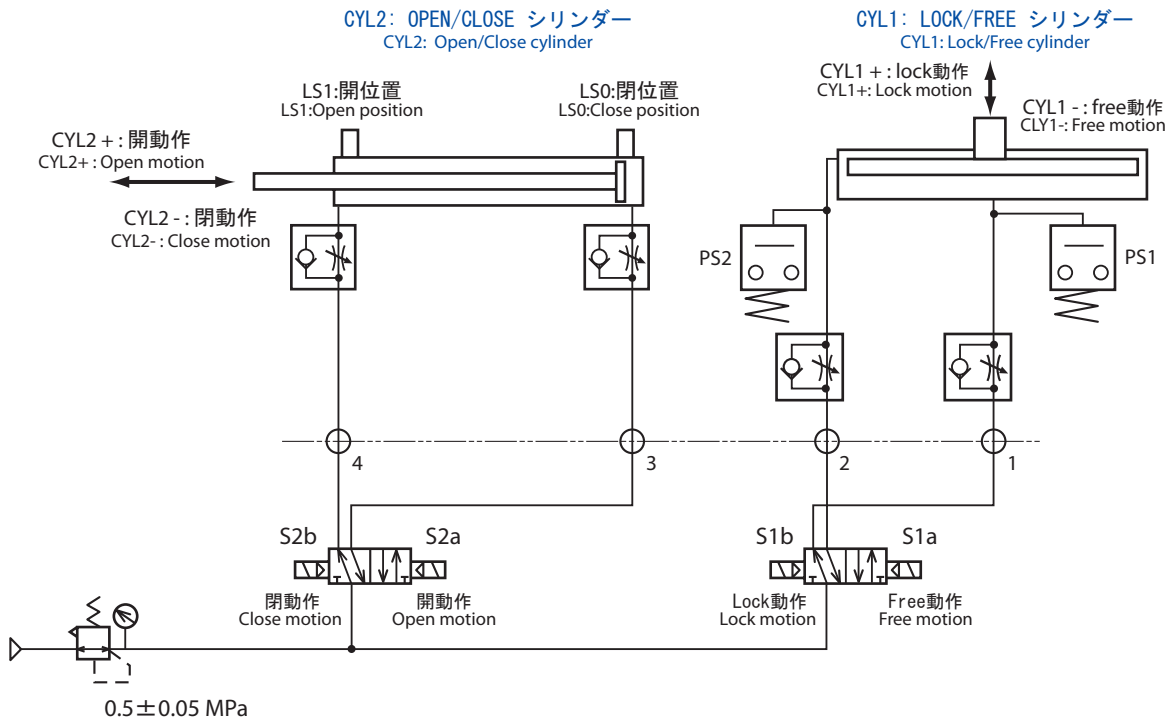 CYL2: OPEN/CLOSE シリンダー
CYL2: Open/Close cylinder
CYL1: LOCK/FREE シリンダー
CYL1: Lock/Free cylinder
LS1:開位置
LS1:Open position
LS0:閉位置
LS0:Close position
CYL1 + : lock動作
CYL1+: Lock motion
CYL1 - : free動作
CLY1-: Free motion
CYL2 + : 開動作
CYL2+ : Open motion
CYL2 - : 閉動作
CYL2- : Close motion
PS2
PS1
4
3
2
1
S2b
S2a
S1b
S1a
閉動作
Close motion
開動作
Open motion
Lock動作
Lock motion
Free動作
Free motion
0.5±0.05 MPa